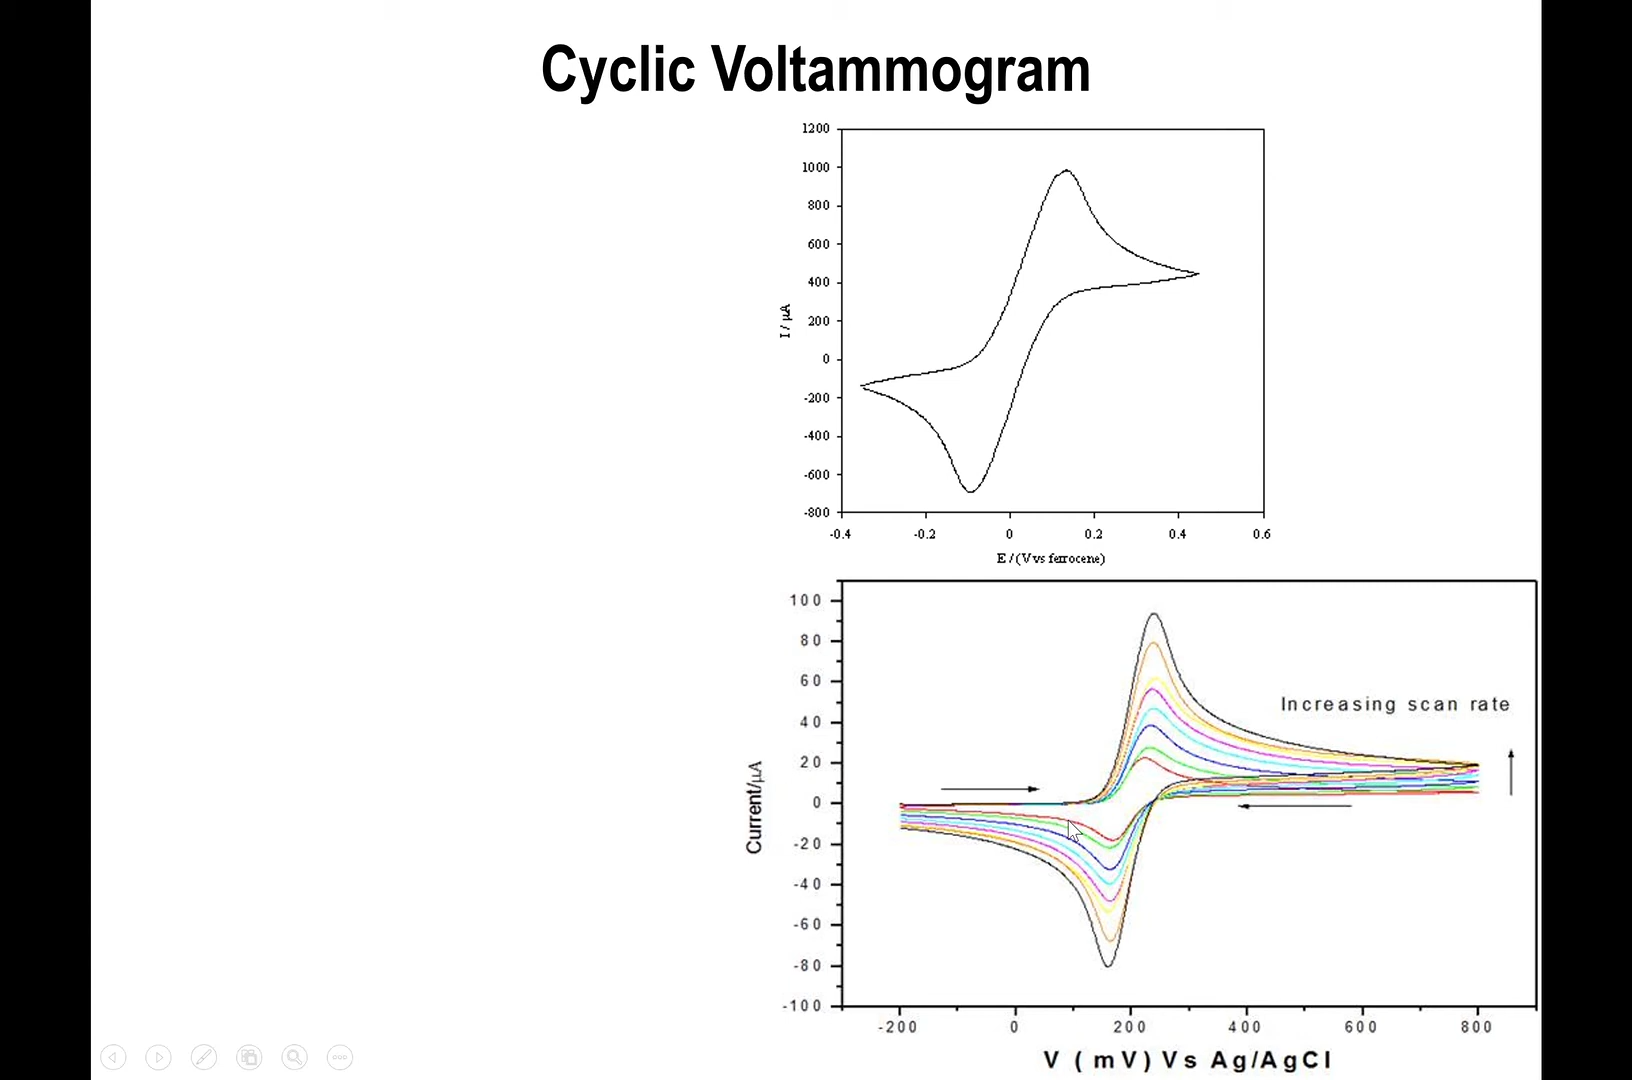 Cyclic Voltammogram
1200
1000
800
600
400
200
0
-200
-400
-600
-800
I / µA
-0.4 -0.2 0 0.2 0.4 0.6
E / (V vs ferrocene)
100
80
60
40
20
0
-20
-40
-60
-80
-100
Current/µA
Increasing scan rate
-200 0 200 400 600 800
V ( mV) Vs Ag/AgCl